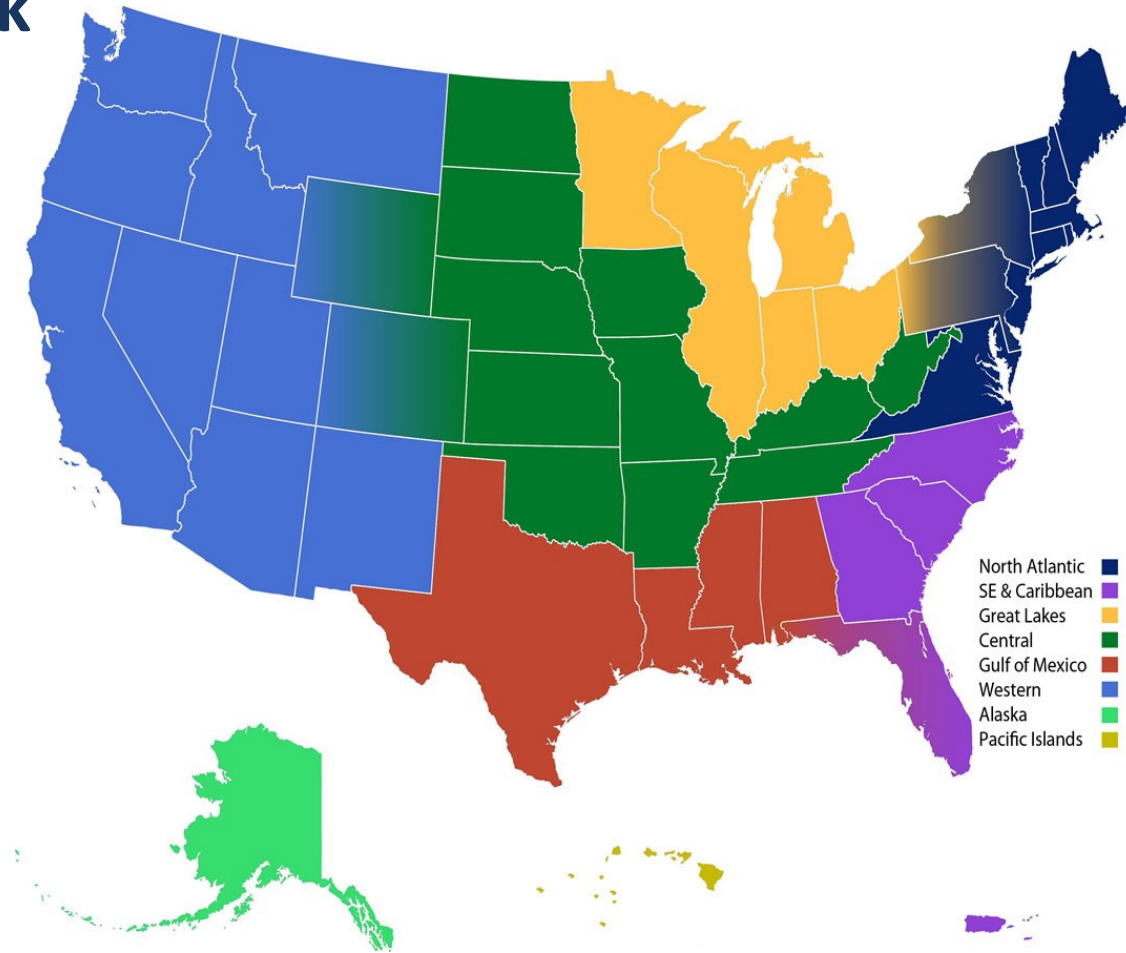 k
North Atlantic
SE & Caribbean
Great Lakes
Central
Gulf of Mexico
Western
Alaska
Pacific Islands